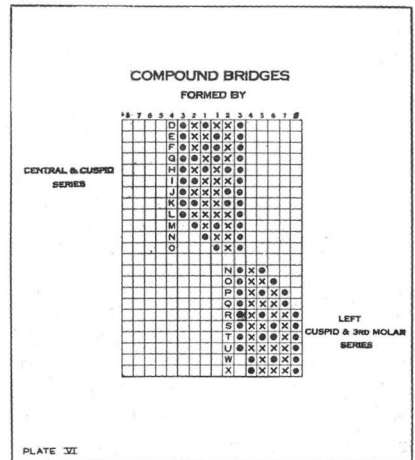 COMPOUND BRIDGES
FORMED BY
8 7 6 5 4 3 2 1 1 2 3 4 5 6 7 8
D
E
F
G
H
CENTRAL & CUSPID
SERIES
I
J
K
L
M
N
O
N
O
P
Q
R
S
T
U
W
X
LEFT
CUSPID & 3RD MOLAR
SERIES
PLATE VI